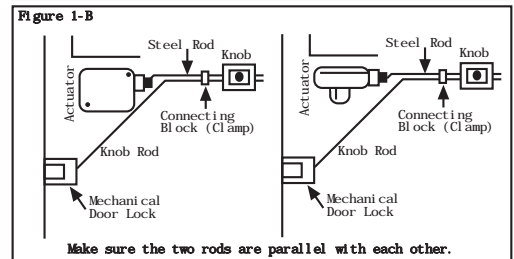 Figure 1-B
Steel Rod
Knob
Actuator
Connecting
Block (Clamp)
Knob Rod
Mechanical
Door Lock
Steel Rod
Knob
Actuator
Connecting
Block (Clamp)
Knob Rod
Mechanical
Door Lock
Make sure the two rods are parallel with each other.